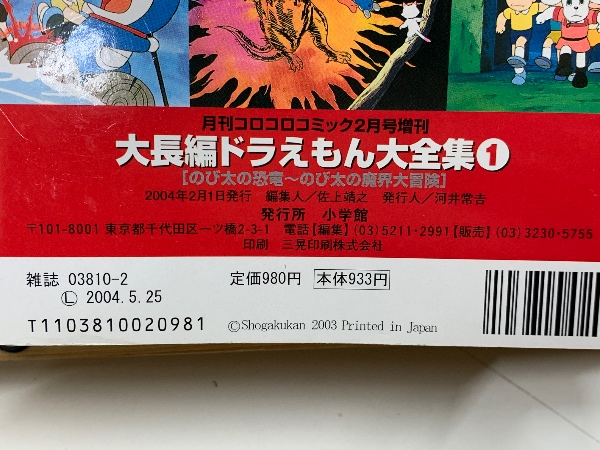 月刊コロコロコミック2月号増刊
大長編ドラえもん大全集❶
[のび太の恐竜～のび太の魔界大冒険]
2004年2月1日発行 編集人／佐上靖之 発行人／河井常吉
発行所 小学館
〒101-8001 東京都千代田区一ツ橋2-3-1 電話【編集】(03)5211-2991【販売】(03)3230-5755
印刷 三晃印刷株式会社
雑誌 03810-2 定価980円 本体933円
Ⓛ 2004.5.25
T1103810020981 ©Shogakukan 2003 Printed in Japan